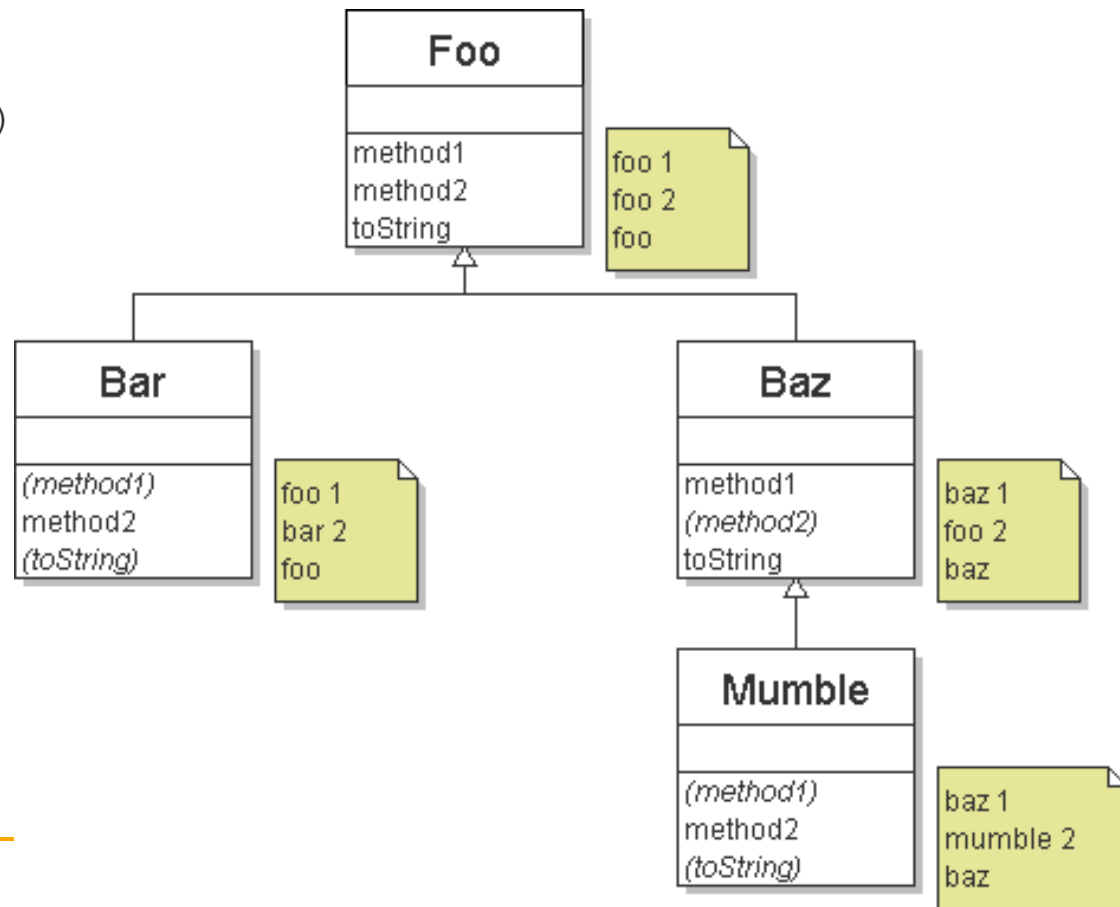 Foo
)
method1
method2
toString
foo 1
foo 2
foo
Bar
(method1)
method2
(toString)
foo 1
bar 2
foo
Baz
method1
(method2)
toString
baz 1
foo 2
baz
Mumble
(method1)
method2
(toString)
baz 1
mumble 2
baz